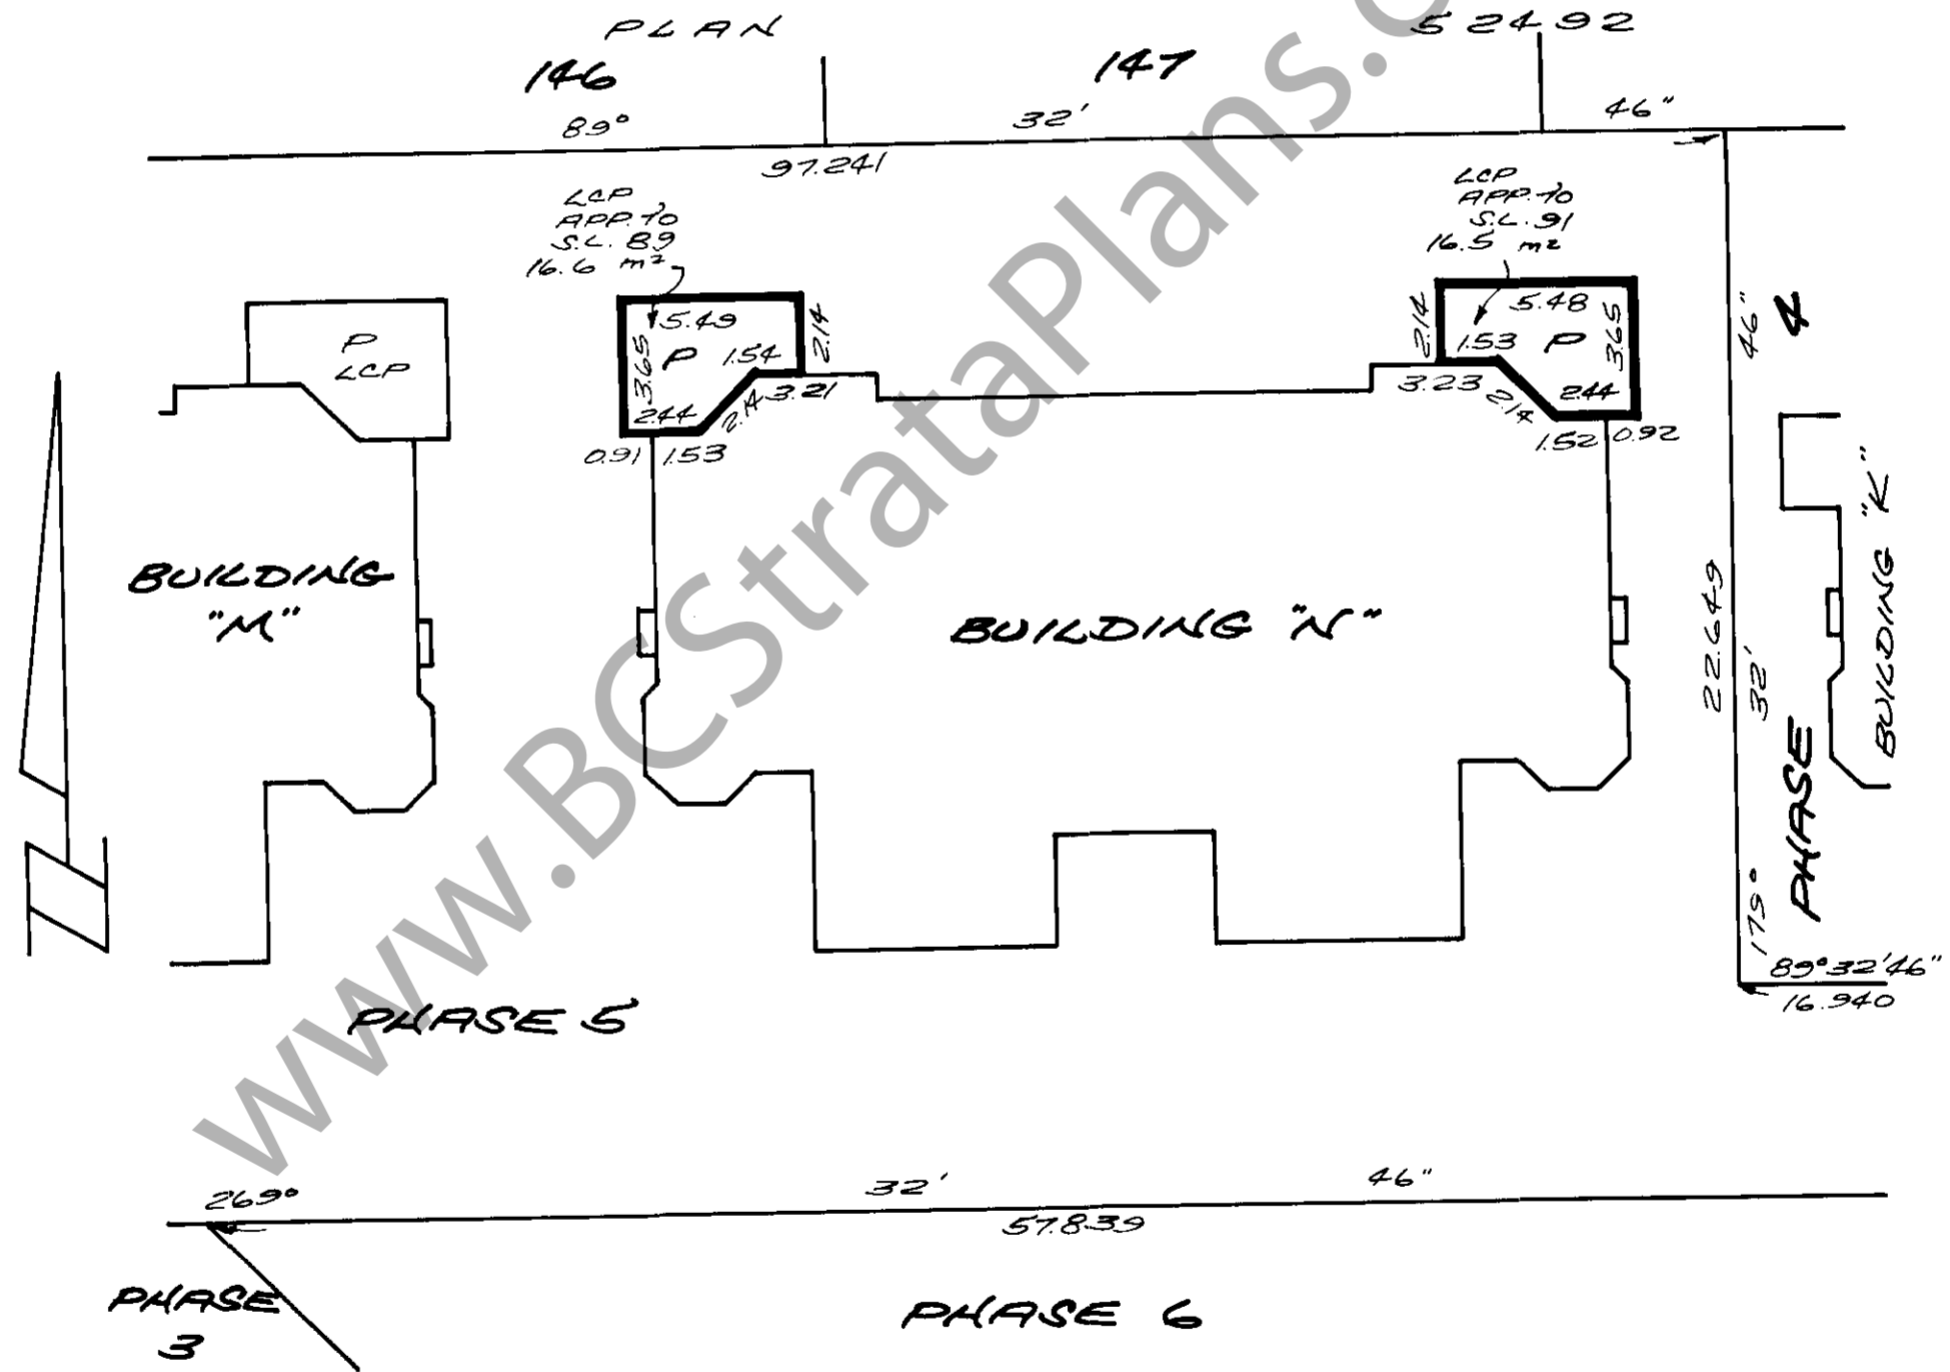 PLAN 52492
146 147
89° 32' 46"
97.241
LCP
APP. TO
S.L. 89
16.6 m²
LCP
APP. TO
S.L. 91
16.5 m²
5.49
2.14
3.65
P
1.54
2.44
2.14
3.21
0.91
1.53
2.14
5.48
1.53
P
3.65
3.23
2.14
2.44
1.52
0.92
P
LCP
BUILDING
"M"
BUILDING "N"
BUILDING "K"
46"
32'
179°
22.649
PHASE 4
89°32'46"
16.940
PHASE 5
269° 32' 46"
57.839
PHASE
3
PHASE 6
www.BCStrataPlans.c